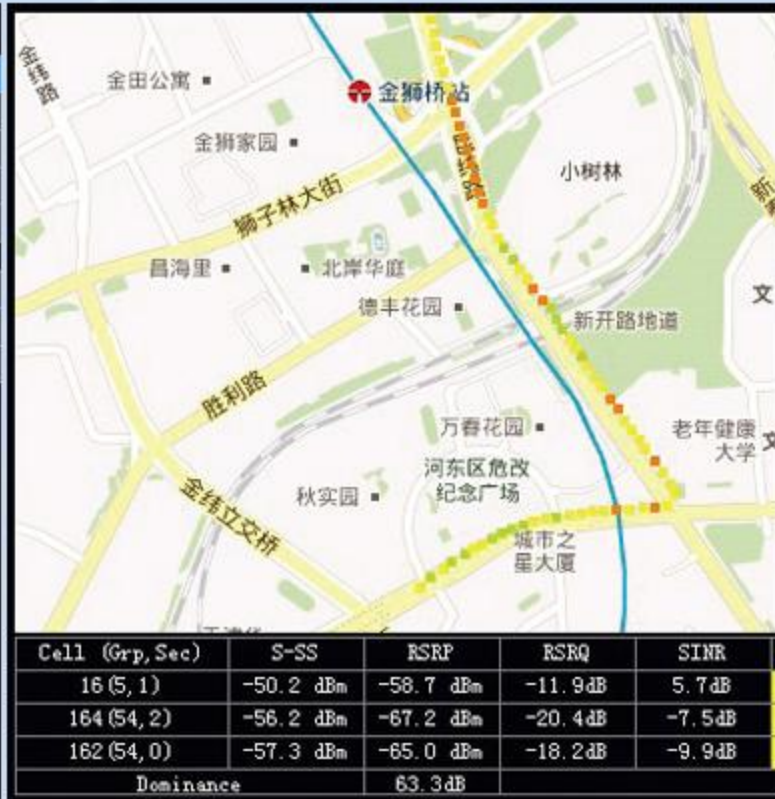 金纬路
金田公寓
金狮桥站
金狮家园
小树林
狮子林大街
新
昌海里
北岸华庭
文
德丰花园
新开路地道
胜利路
万春花园
老年健康
大学
文
河东区危改
纪念广场
秋实园
金纬立交桥
城市之
星大厦
Cell (Grp,Sec) S-SS RSRP RSRQ SINR
16(5,1) -50.2 dBm -58.7 dBm -11.9dB 5.7dB
164(54,2) -56.2 dBm -67.2 dBm -20.4dB -7.5dB
162(54,0) -57.3 dBm -65.0 dBm -18.2dB -9.9dB
Dominance 63.3dB